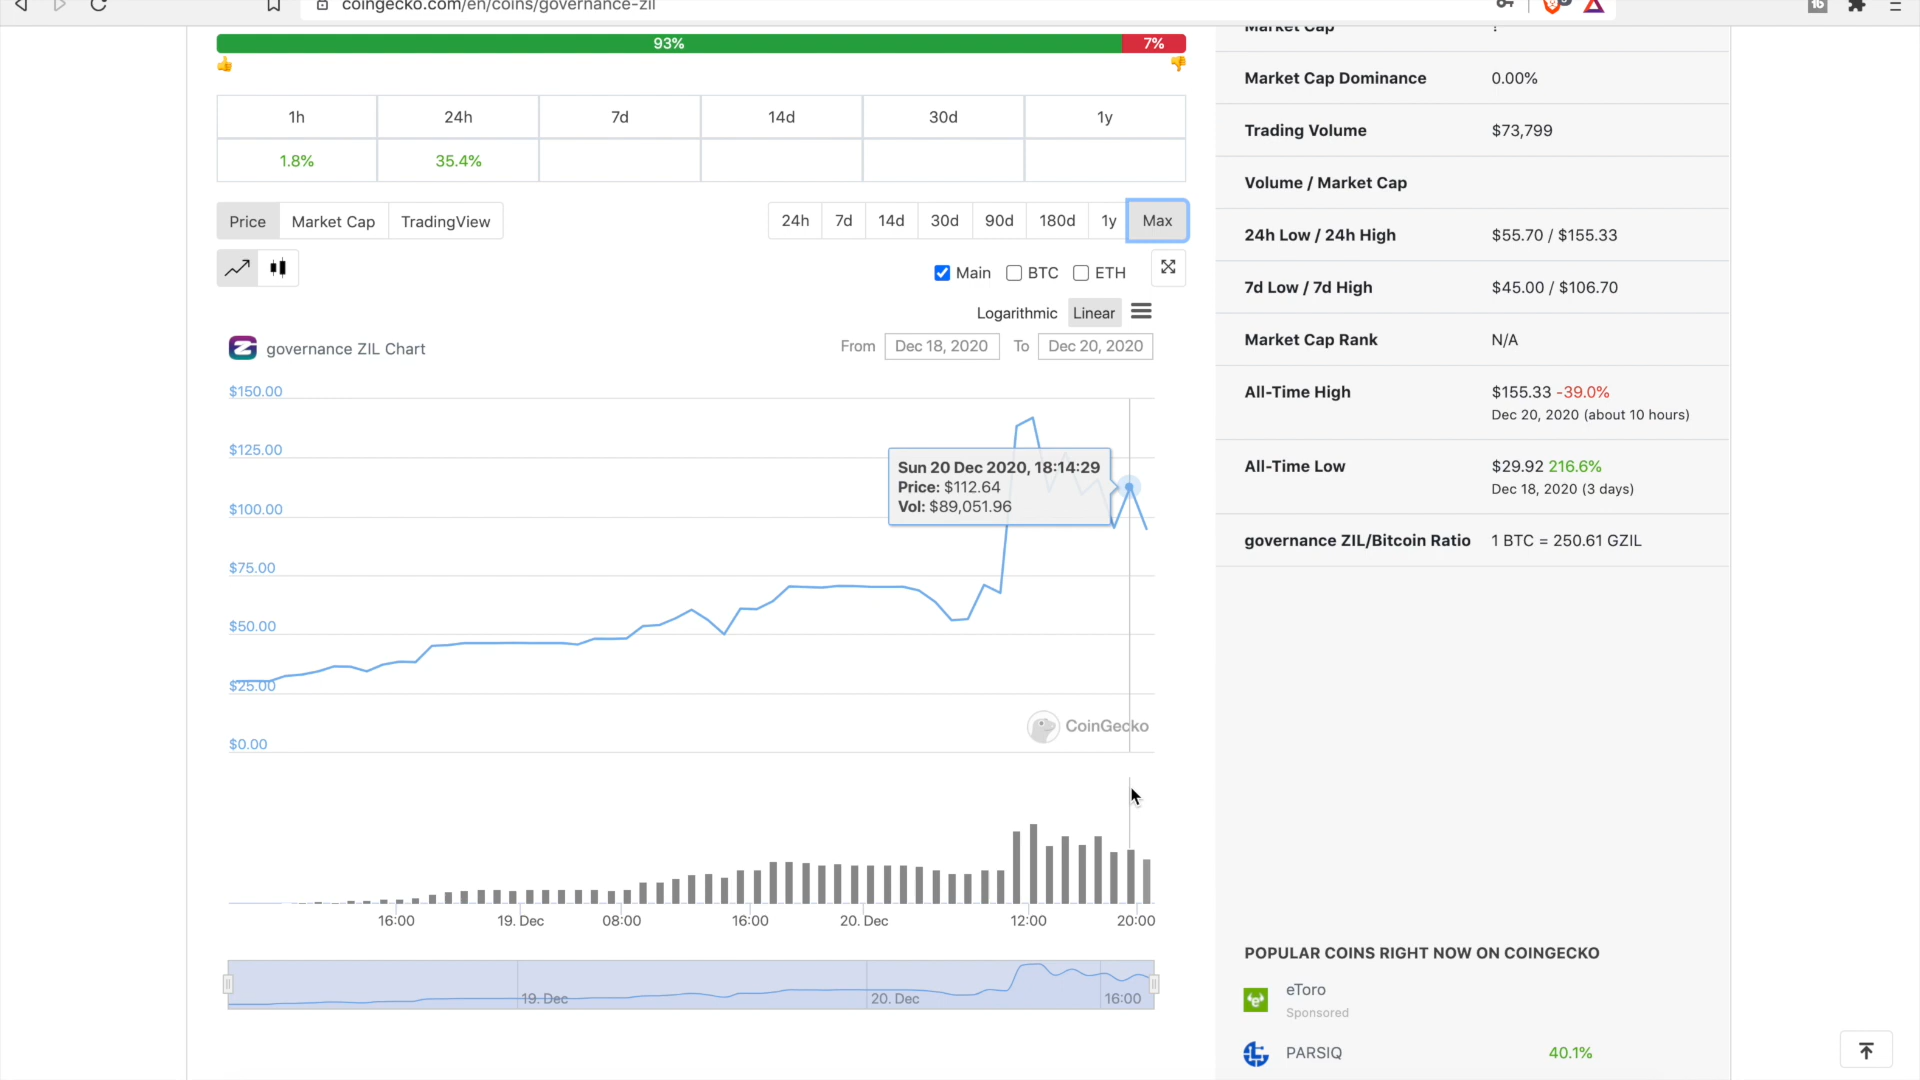 coingecko.com/en/coins/governance-zil
93% 7%
1h 24h 7d 14d 30d 1y
1.8% 35.4%
Price Market Cap TradingView
24h 7d 14d 30d 90d 180d 1y Max
Main BTC ETH
Logarithmic Linear
governance ZIL Chart
From Dec 18, 2020 To Dec 20, 2020
$150.00
$125.00
$100.00
$75.00
$50.00
$25.00
$0.00
Sun 20 Dec 2020, 18:14:29
Price: $112.64
Vol: $89,051.96
CoinGecko
16:00 19. Dec 08:00 16:00 20. Dec 12:00 20:00
19. Dec 20. Dec 16:00
Market Cap ?
Market Cap Dominance 0.00%
Trading Volume $73,799
Volume / Market Cap
24h Low / 24h High $55.70 / $155.33
7d Low / 7d High $45.00 / $106.70
Market Cap Rank N/A
All-Time High $155.33 -39.0%
Dec 20, 2020 (about 10 hours)
All-Time Low $29.92 216.6%
Dec 18, 2020 (3 days)
governance ZIL/Bitcoin Ratio 1 BTC = 250.61 GZIL
POPULAR COINS RIGHT NOW ON COINGECKO
eToro
Sponsored
PARSIQ 40.1%